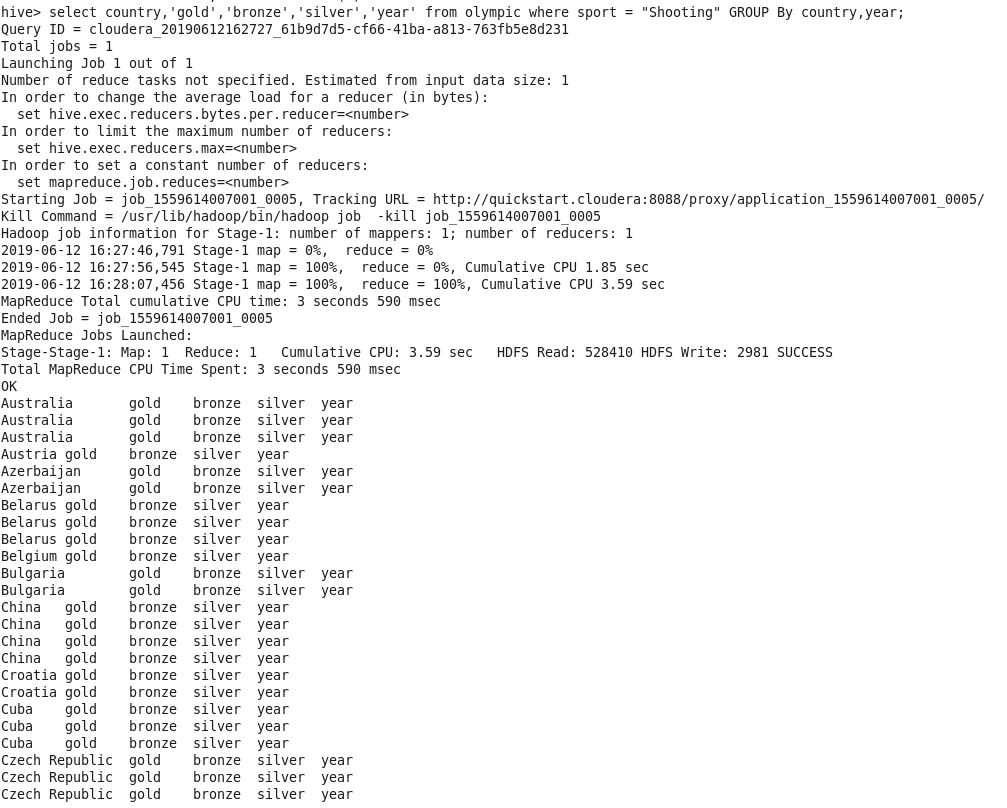 hive> select country,'gold','bronze','silver','year' from olympic where sport = "Shooting" GROUP By country,year;
Query ID = cloudera_20190612162727_61b9d7d5-cf66-41ba-a813-763fb5e8d231
Total jobs = 1
Launching Job 1 out of 1
Number of reduce tasks not specified. Estimated from input data size: 1
In order to change the average load for a reducer (in bytes):
  set hive.exec.reducers.bytes.per.reducer=<number>
In order to limit the maximum number of reducers:
  set hive.exec.reducers.max=<number>
In order to set a constant number of reducers:
  set mapreduce.job.reduces=<number>
Starting Job = job_1559614007001_0005, Tracking URL = http://quickstart.cloudera:8088/proxy/application_1559614007001_0005/
Kill Command = /usr/lib/hadoop/bin/hadoop job  -kill job_1559614007001_0005
Hadoop job information for Stage-1: number of mappers: 1; number of reducers: 1
2019-06-12 16:27:46,791 Stage-1 map = 0%,  reduce = 0%
2019-06-12 16:27:56,545 Stage-1 map = 100%,  reduce = 0%, Cumulative CPU 1.85 sec
2019-06-12 16:28:07,456 Stage-1 map = 100%,  reduce = 100%, Cumulative CPU 3.59 sec
MapReduce Total cumulative CPU time: 3 seconds 590 msec
Ended Job = job_1559614007001_0005
MapReduce Jobs Launched:
Stage-Stage-1: Map: 1  Reduce: 1   Cumulative CPU: 3.59 sec   HDFS Read: 528410 HDFS Write: 2981 SUCCESS
Total MapReduce CPU Time Spent: 3 seconds 590 msec
OK
Australia       gold    bronze  silver  year
Australia       gold    bronze  silver  year
Australia       gold    bronze  silver  year
Austria gold    bronze  silver  year
Azerbaijan      gold    bronze  silver  year
Azerbaijan      gold    bronze  silver  year
Belarus gold    bronze  silver  year
Belarus gold    bronze  silver  year
Belarus gold    bronze  silver  year
Belgium gold    bronze  silver  year
Bulgaria        gold    bronze  silver  year
Bulgaria        gold    bronze  silver  year
China   gold    bronze  silver  year
China   gold    bronze  silver  year
China   gold    bronze  silver  year
China   gold    bronze  silver  year
Croatia gold    bronze  silver  year
Croatia gold    bronze  silver  year
Cuba    gold    bronze  silver  year
Cuba    gold    bronze  silver  year
Cuba    gold    bronze  silver  year
Czech Republic  gold    bronze  silver  year
Czech Republic  gold    bronze  silver  year
Czech Republic  gold    bronze  silver  year